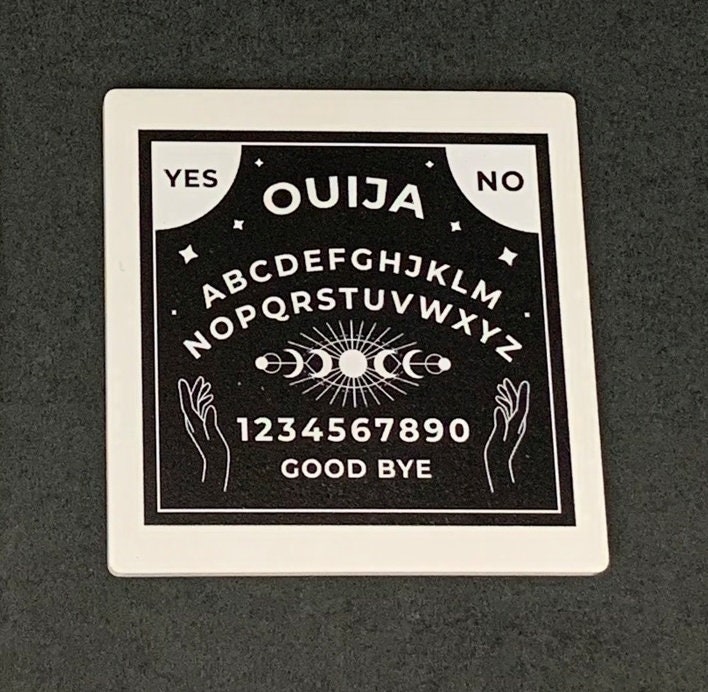 YES
NO
OUIJA
ABCDEFGHIJKLM
NOPQRSTUVWXYZ
1234567890
GOOD BYE